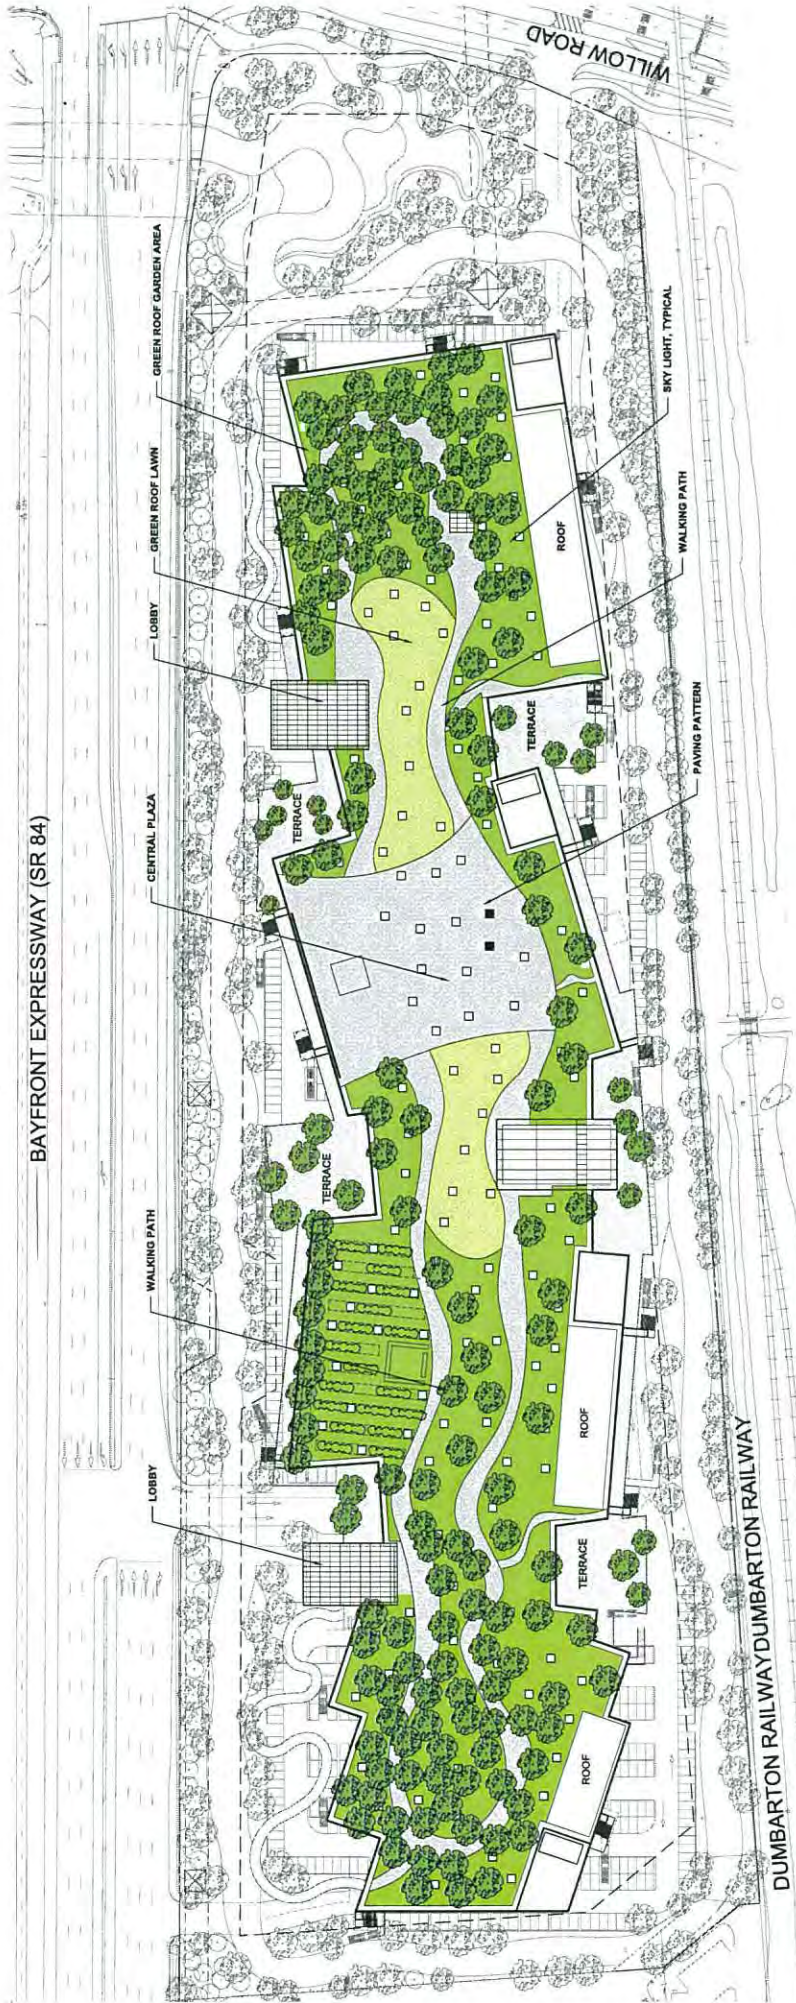 WILLOW ROAD
BAYFRONT EXPRESSWAY (SR 84)
GREEN ROOF GARDEN AREA
GREEN ROOF LAWN
LOBBY
CENTRAL PLAZA
WALKING PATH
LOBBY
SKY LIGHT, TYPICAL
WALKING PATH
PAVING PATTERN
ROOF
TERRACE
TERRACE
TERRACE
ROOF
TERRACE
ROOF
DUMBARTON RAILWAYDUMBARTON RAILWAY